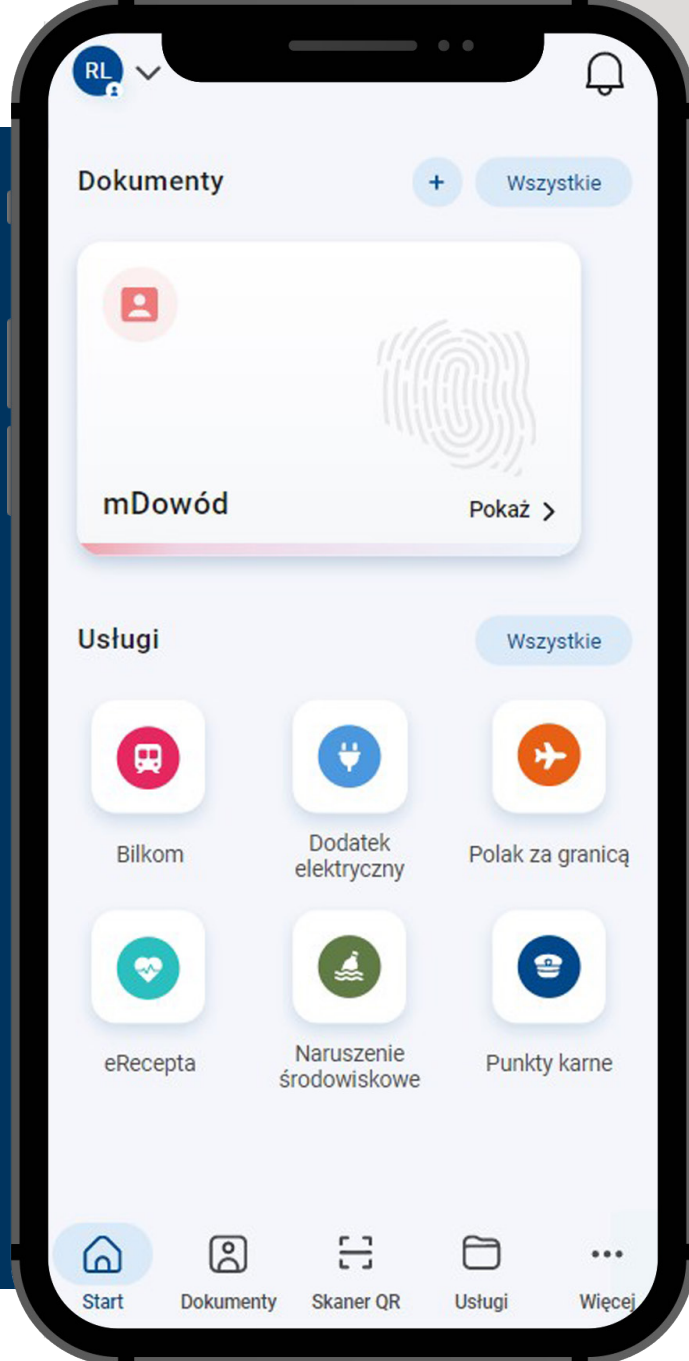 RL
Dokumenty
+
Wszystkie
mDowód
Pokaż >
Usługi
Wszystkie
Bilkom
Dodatek
elektryczny
Polak za granicą
eRecepta
Naruszenie
środowiskowe
Punkty karne
Start
Dokumenty
Skaner QR
Usługi
Więcej